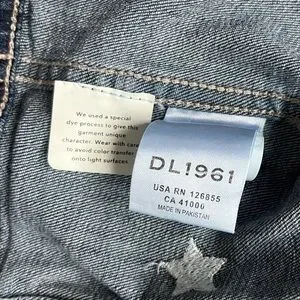 We used a special
dye process to give this
garment unique
character. Wear with care
to avoid color transfer
onto light surfaces.
DL1961
USA RN 126855
CA 41000
MADE IN PAKISTAN